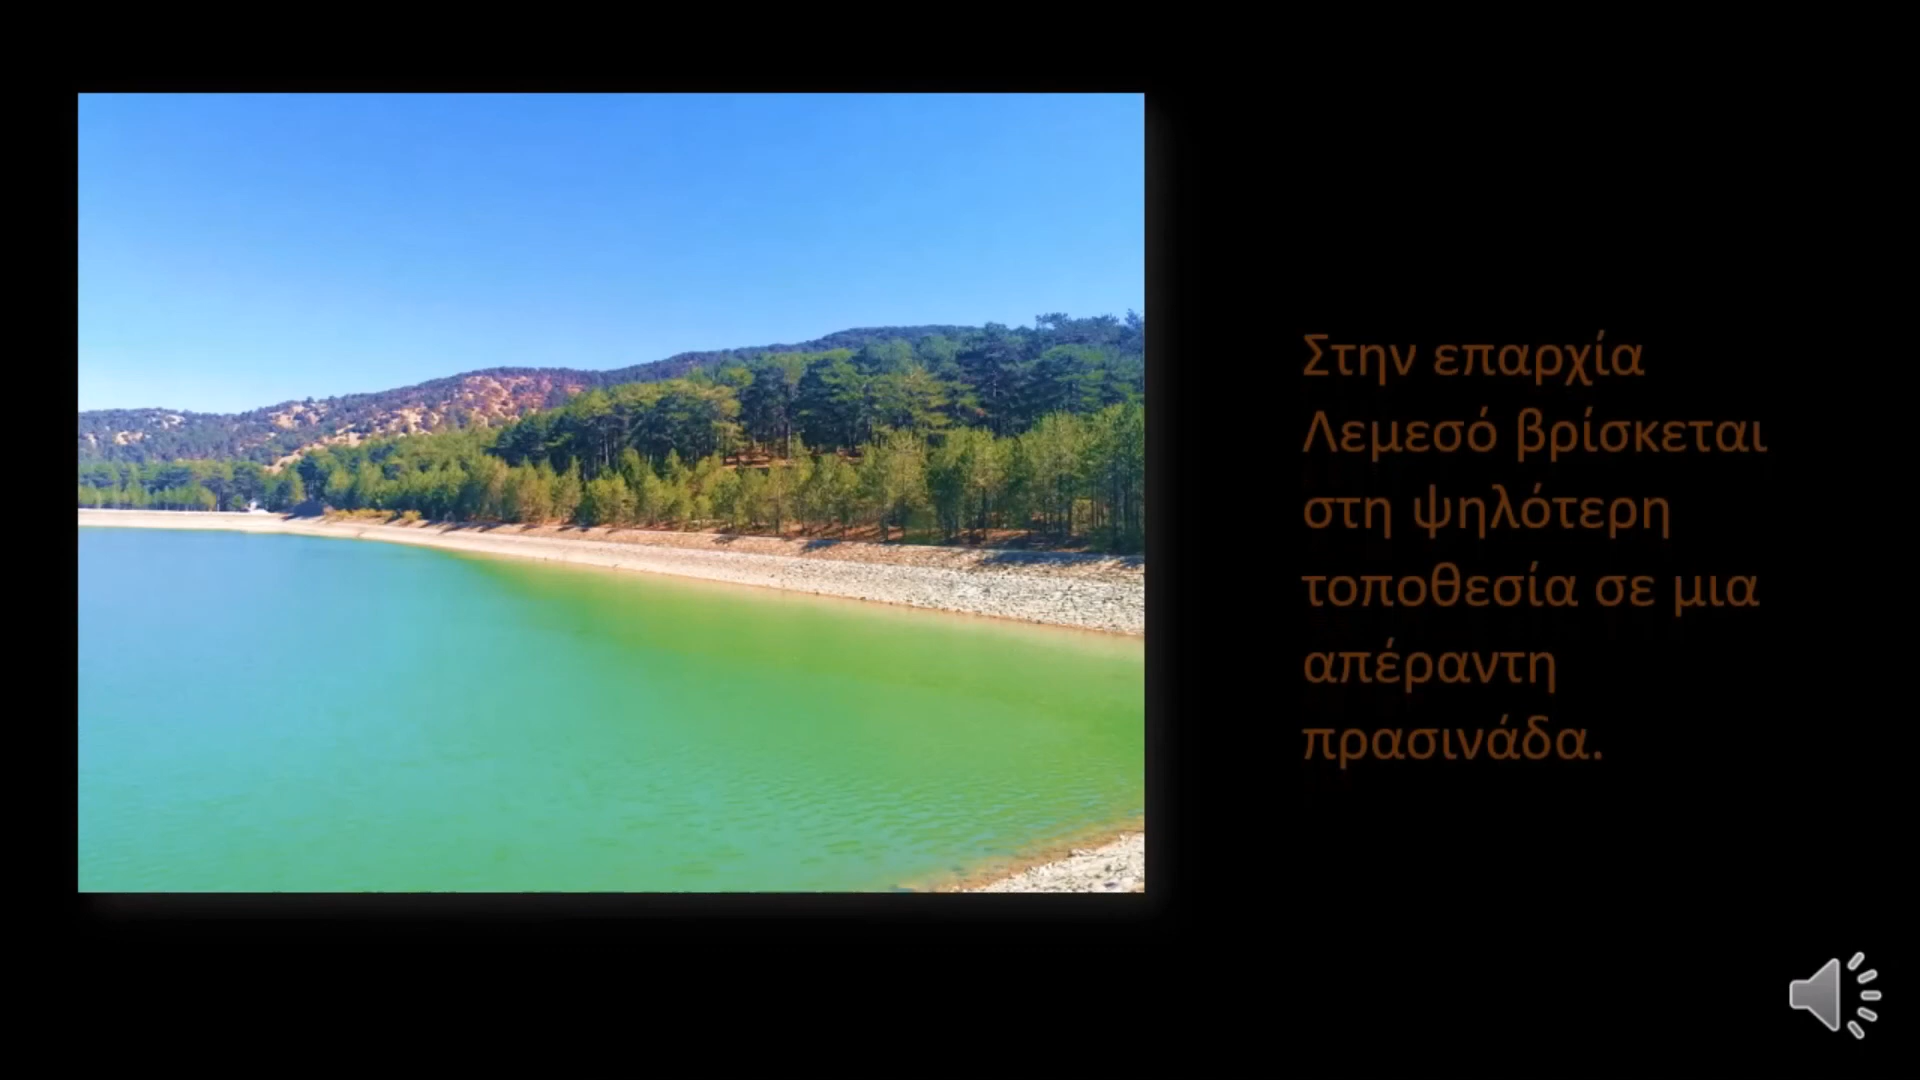 Στην επαρχία
Λεμεσό βρίσκεται
στη ψηλότερη
τοποθεσία σε μια
απέραντη
πρασινάδα.